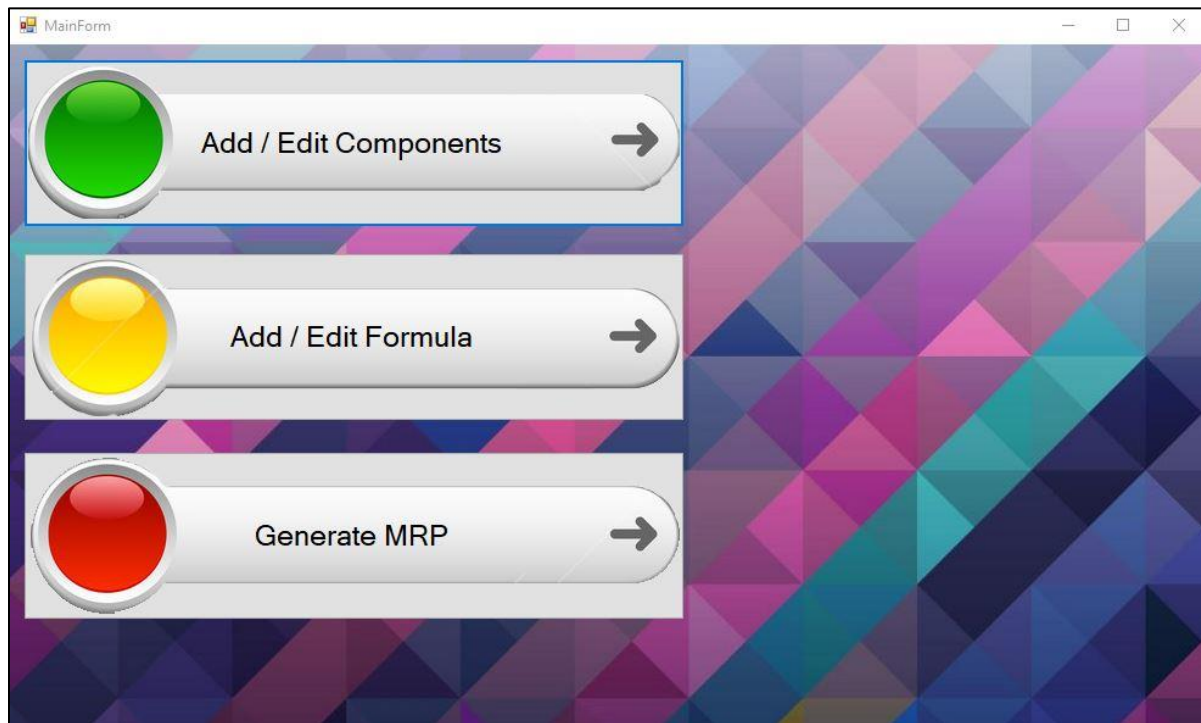 MainForm
Add / Edit Components
Add / Edit Formula
Generate MRP